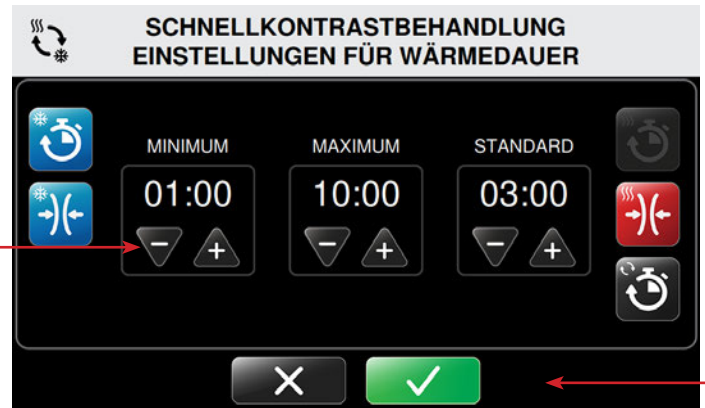 SCHNELLKONTRASTBEHANDLUNG
EINSTELLUNGEN FÜR WÄRMEDAUER
MINIMUM MAXIMUM STANDARD
01:00 10:00 03:00
− + − + − +